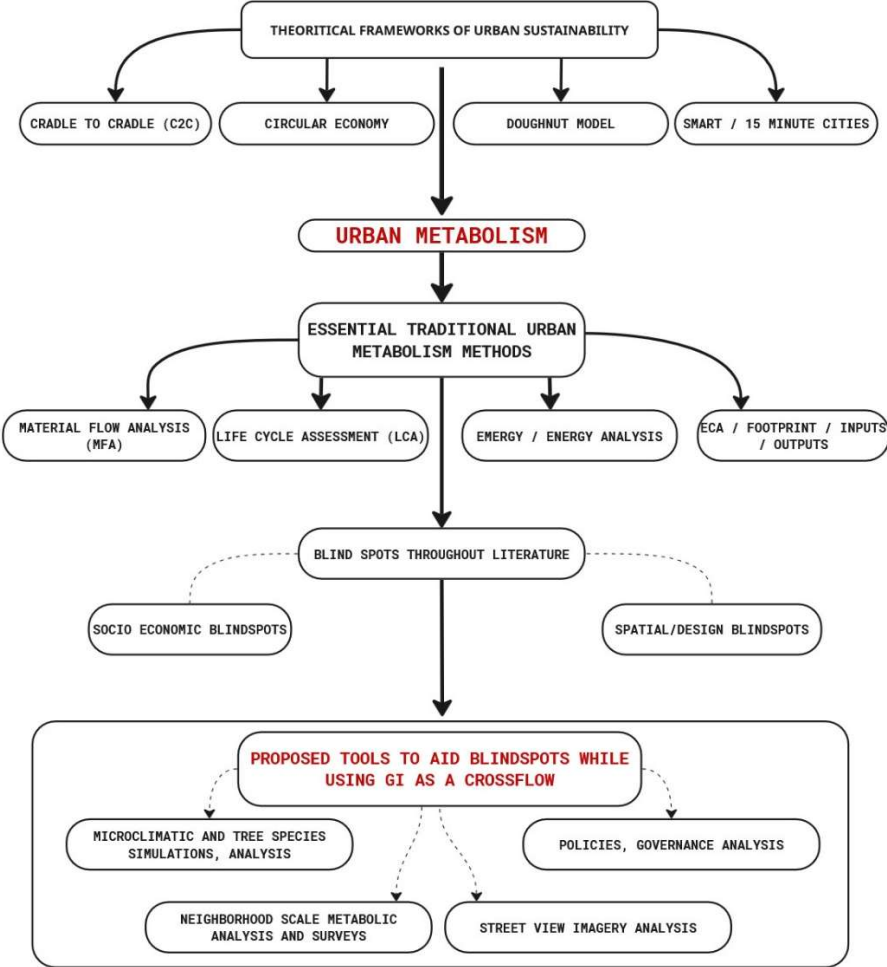 THEORITICAL FRAMEWORKS OF URBAN SUSTAINABILITY
CRADLE TO CRADLE (C2C)
CIRCULAR ECONOMY
DOUGHNUT MODEL
SMART / 15 MINUTE CITIES
URBAN METABOLISM
ESSENTIAL TRADITIONAL URBAN
METABOLISM METHODS
MATERIAL FLOW ANALYSIS
(MFA)
LIFE CYCLE ASSESSMENT (LCA)
EMERGY / ENERGY ANALYSIS
ECA / FOOTPRINT / INPUTS
/ OUTPUTS
BLIND SPOTS THROUGHOUT LITERATURE
SOCIO ECONOMIC BLINDSPOTS
SPATIAL/DESIGN BLINDSPOTS
PROPOSED TOOLS TO AID BLINDSPOTS WHILE
USING GI AS A CROSSFLOW
MICROCLIMATIC AND TREE SPECIES
SIMULATIONS, ANALYSIS
POLICIES, GOVERNANCE ANALYSIS
NEIGHBORHOOD SCALE METABOLIC
ANALYSIS AND SURVEYS
STREET VIEW IMAGERY ANALYSIS